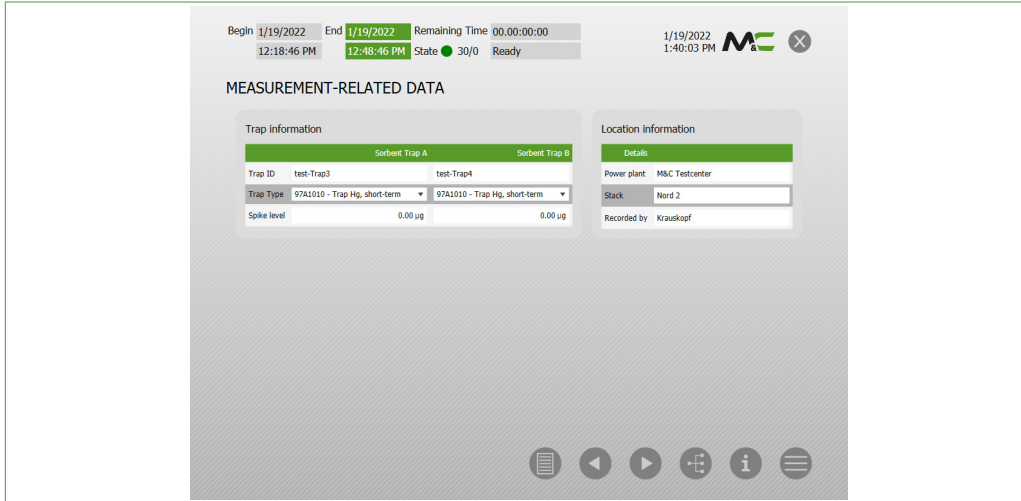 Begin 1/19/2022 End 1/19/2022 Remaining Time 00.00:00:00
12:18:46 PM 12:48:46 PM State 30/0 Ready
1/19/2022
1:40:03 PM
M&C
MEASUREMENT-RELATED DATA
Trap information
Sorbent Trap A Sorbent Trap B
Trap ID test-Trap3 test-Trap4
Trap Type 97A1010 - Trap Hg, short-term 97A1010 - Trap Hg, short-term
Spike level 0.00 µg 0.00 µg
Location information
Details
Power plant M&C Testcenter
Stack Nord 2
Recorded by Krauskopf